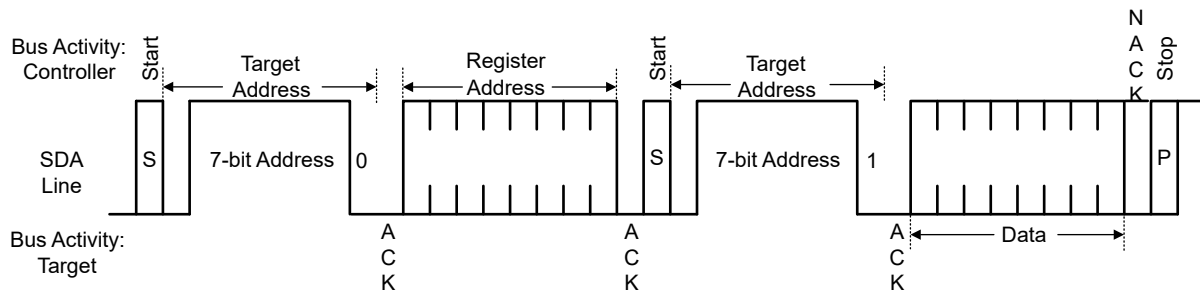 Bus Activity:
Controller
Start
Target
Address
Register
Address
Start
Target
Address
N
A
C
K
Stop
SDA
Line
S
7-bit Address
0
S
7-bit Address
1
P
Bus Activity:
Target
A
C
K
A
C
K
A
C
K
Data